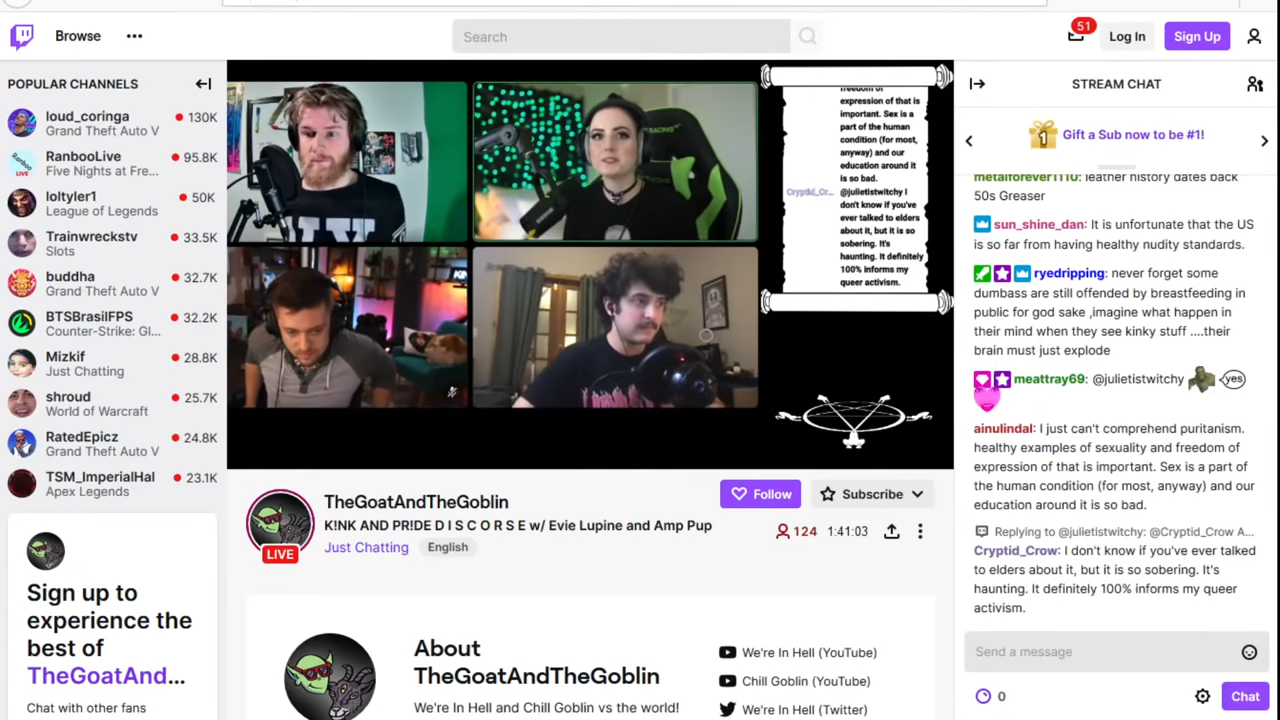 Browse
Search
51
Log In
Sign Up
POPULAR CHANNELS
loud_coringa
130K
Grand Theft Auto V
RanbooLive
95.8K
Five Nights at Fre...
loltyler1
50K
League of Legends
Trainwreckstv
33.5K
Slots
buddha
32.7K
Grand Theft Auto V
BTSBrasilFPS
32.2K
Counter-Strike: Gl...
Mizkif
28.8K
Just Chatting
shroud
25.7K
World of Warcraft
RatedEpicz
24.8K
Grand Theft Auto V
TSM_ImperialHal
23.1K
Apex Legends
Sign up to
experience the
best of
TheGoatAnd...
Chat with other fans
freedom of
expression of that is
important. Sex is a
part of the human
condition (for most,
anyway) and our
education around it
is so bad.
Cryptid_Cr... @julietistwitchy I
don't know if you've
ever talked to elders
about it, but it is so
sobering. It's
haunting. It definitely
100% informs my
queer activism.
TheGoatAndTheGoblin
K!NK AND PR!DE D I S C O R S E w/ Evie Lupine and Amp Pup
Just Chatting
English
LIVE
Follow
Subscribe
124
1:41:03
About
TheGoatAndTheGoblin
We're In Hell and Chill Goblin vs the world!
We're In Hell (YouTube)
Chill Goblin (YouTube)
We're In Hell (Twitter)
STREAM CHAT
1
Gift a Sub now to be #1!
metalforever1110: leather history dates back
50s Greaser
sun_shine_dan: It is unfortunate that the US
is so far from having healthy nudity standards.
ryedripping: never forget some
dumbass are still offended by breastfeeding in
public for god sake ,imagine what happen in
their mind when they see kinky stuff ....their
brain must just explode
meattray69: @julietistwitchy yes
ainulindal: I just can't comprehend puritanism.
healthy examples of sexuality and freedom of
expression of that is important. Sex is a part of
the human condition (for most, anyway) and our
education around it is so bad.
Replying to @julietistwitchy: @Cryptid_Crow A...
Cryptid_Crow: I don't know if you've ever talked
to elders about it, but it is so sobering. It's
haunting. It definitely 100% informs my queer
activism.
Send a message
0
Chat